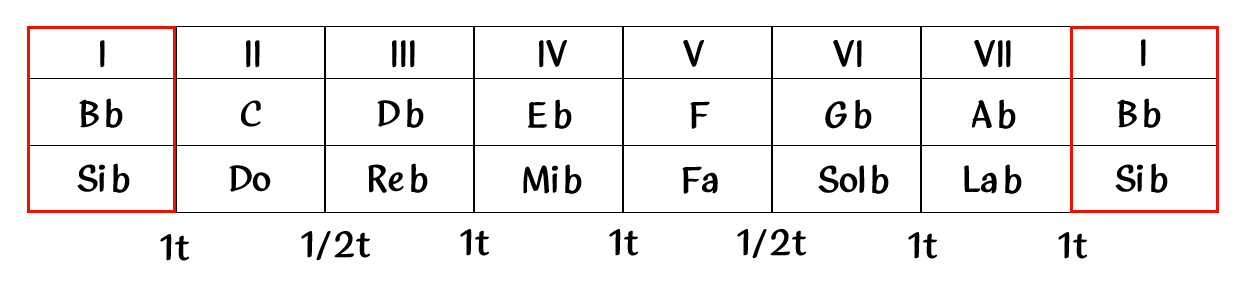 I II III IV V VI VII I
Bb C Db Eb F Gb Ab Bb
Sib Do Reb Mib Fa Solb Lab Sib
1t 1/2t 1t 1t 1/2t 1t 1t